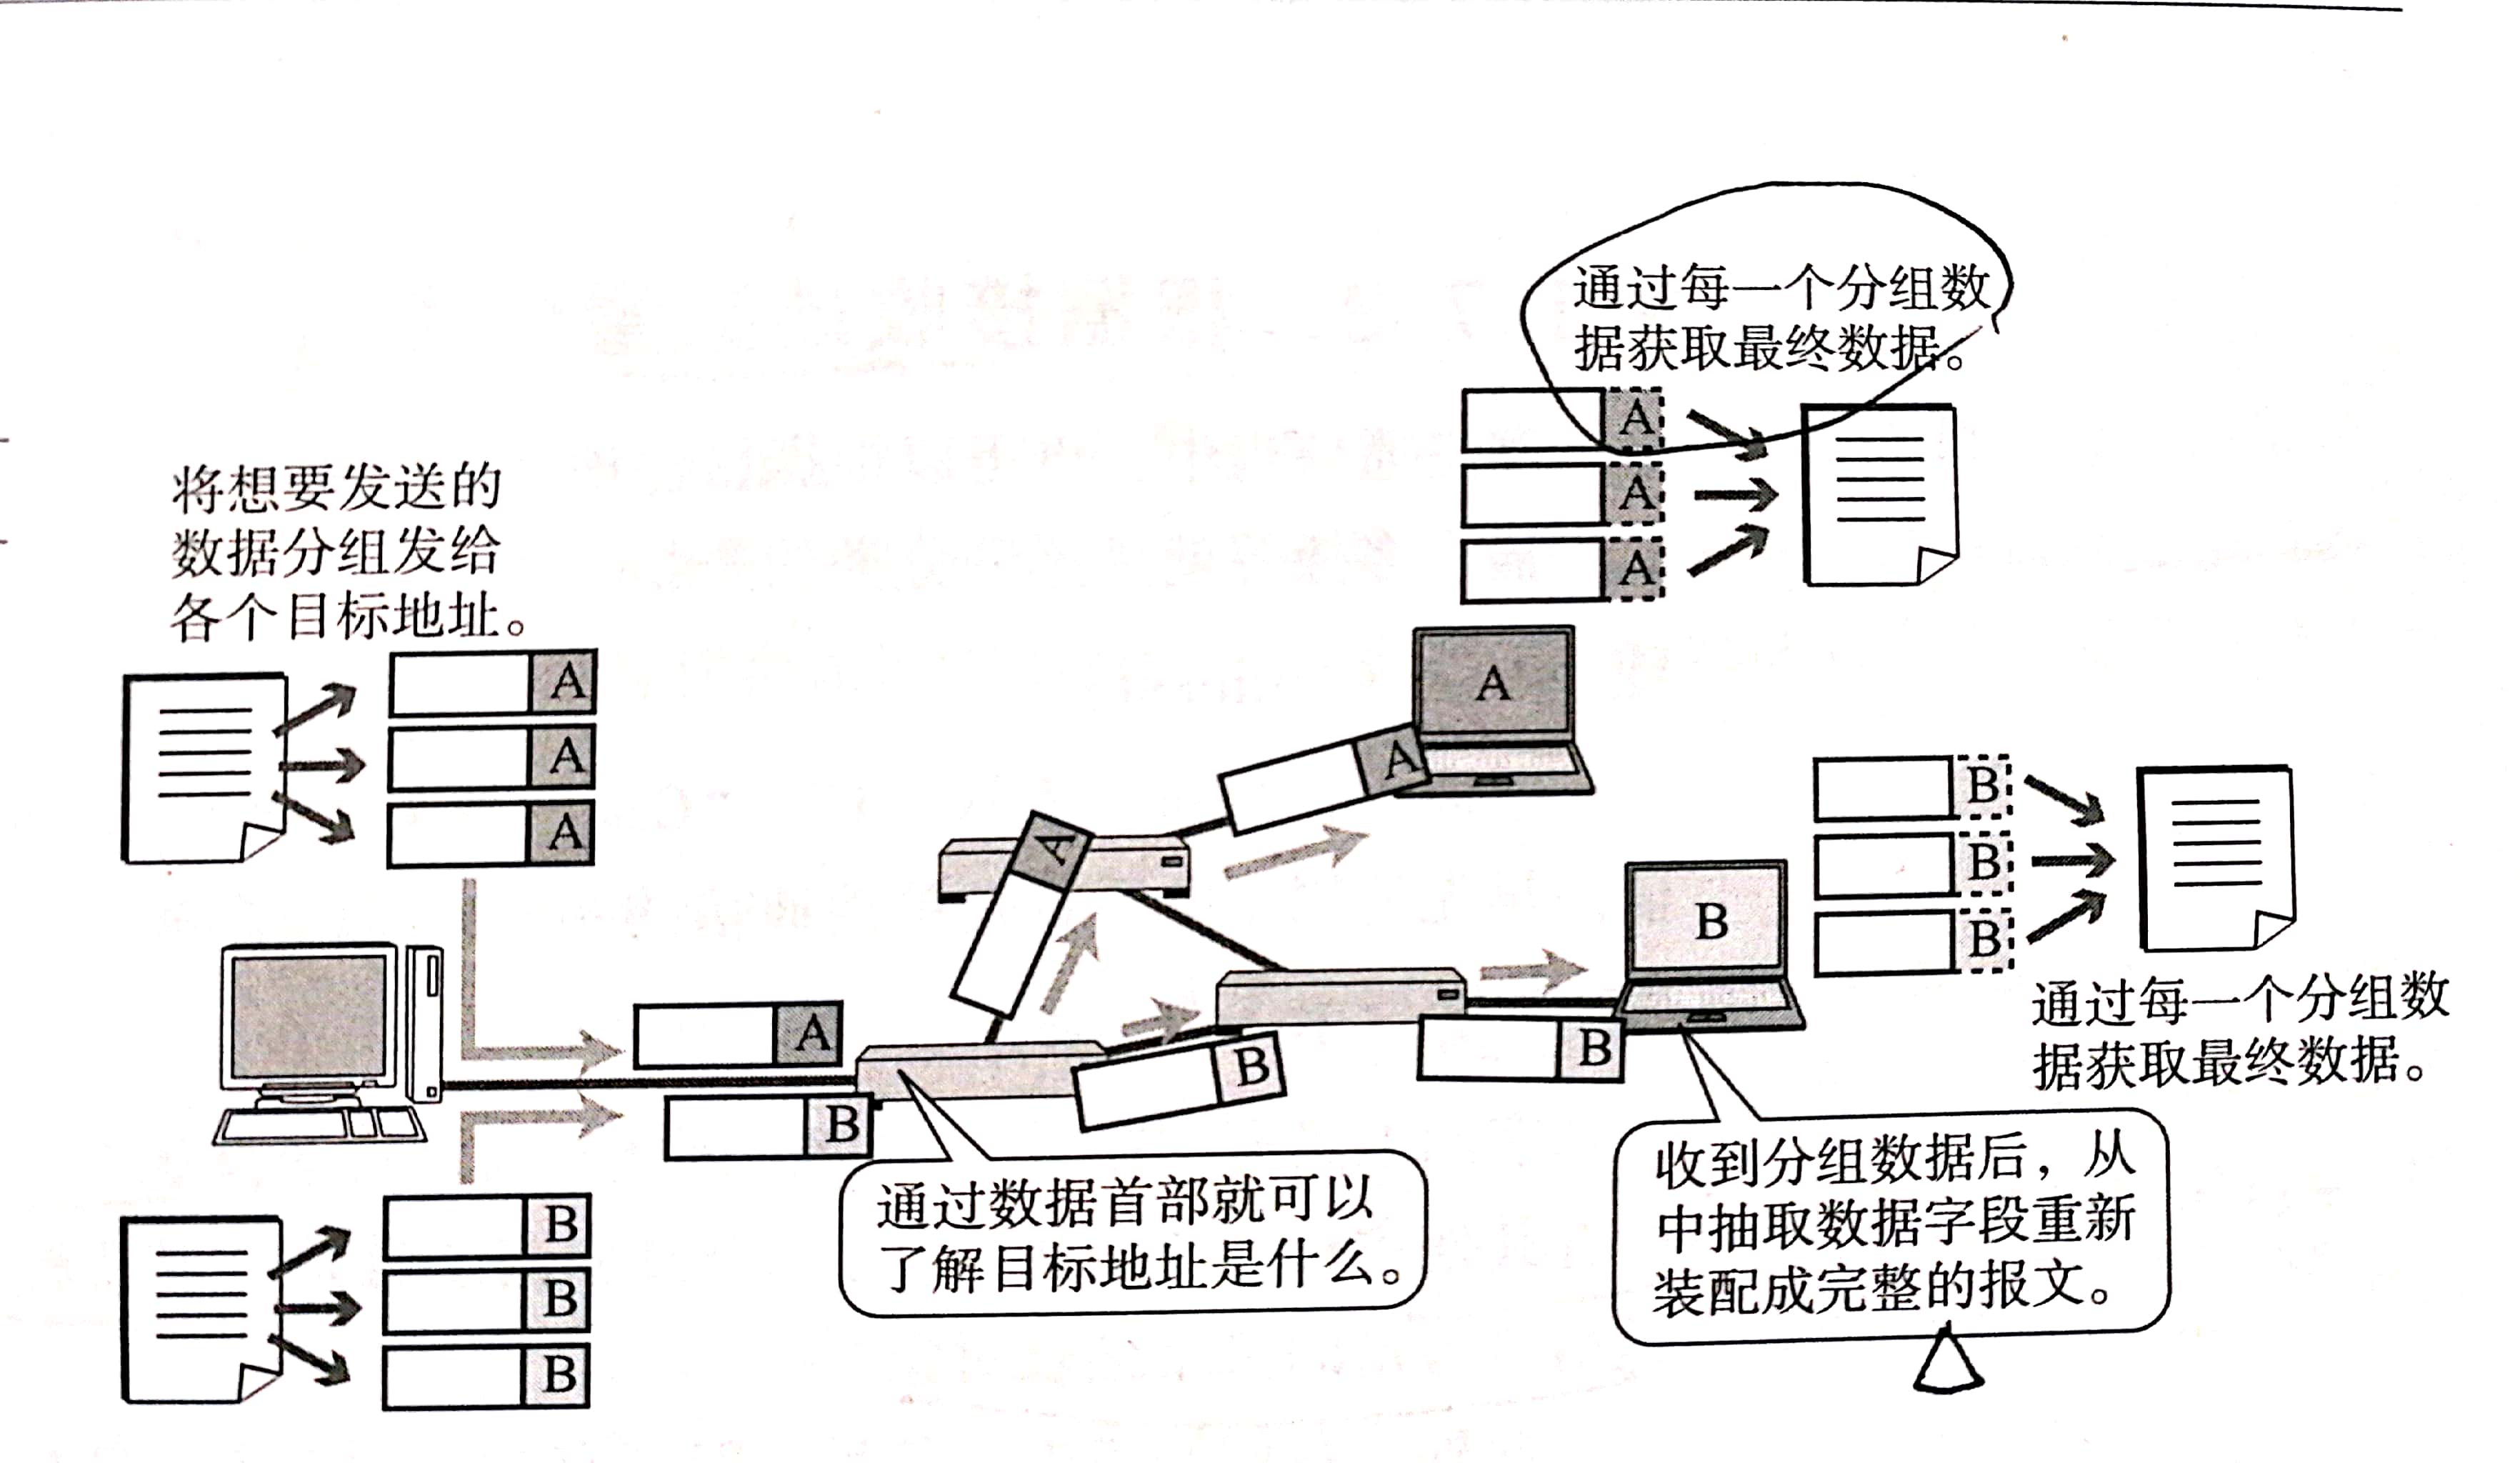 通过每一个分组数
据获取最终数据。
A
A
A
将想要发送的
数据分组发给
各个目标地址。
A
A
A
A
A
A
B
B
B
B
A
B
B
B
通过每一个分组数
据获取最终数据。
B
通过数据首部就可以
了解目标地址是什么。
收到分组数据后，从
中抽取数据字段重新
装配成完整的报文。
B
B
B